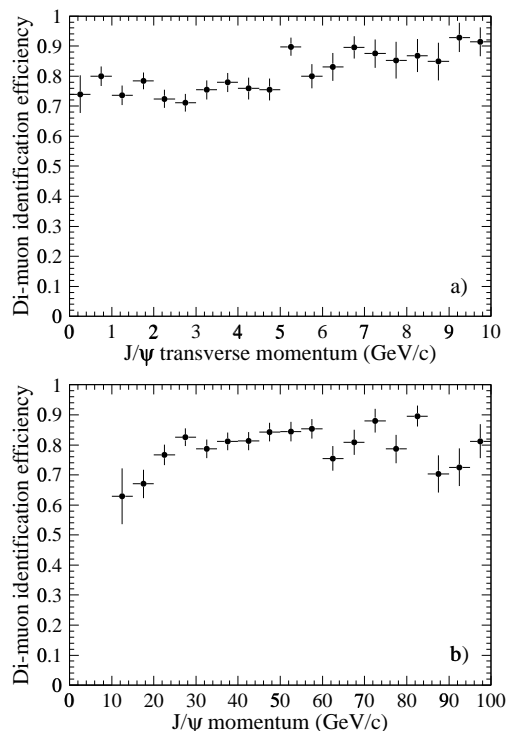 Di-muon identification efficiency
1
0.9
0.8
0.7
0.6
0.5
0.4
0.3
0.2
0.1
0
a)
0 1 2 3 4 5 6 7 8 9 10
J/ψ transverse momentum (GeV/c)
Di-muon identification efficiency
1
0.9
0.8
0.7
0.6
0.5
0.4
0.3
0.2
0.1
0
b)
0 10 20 30 40 50 60 70 80 90 100
J/ψ momentum (GeV/c)